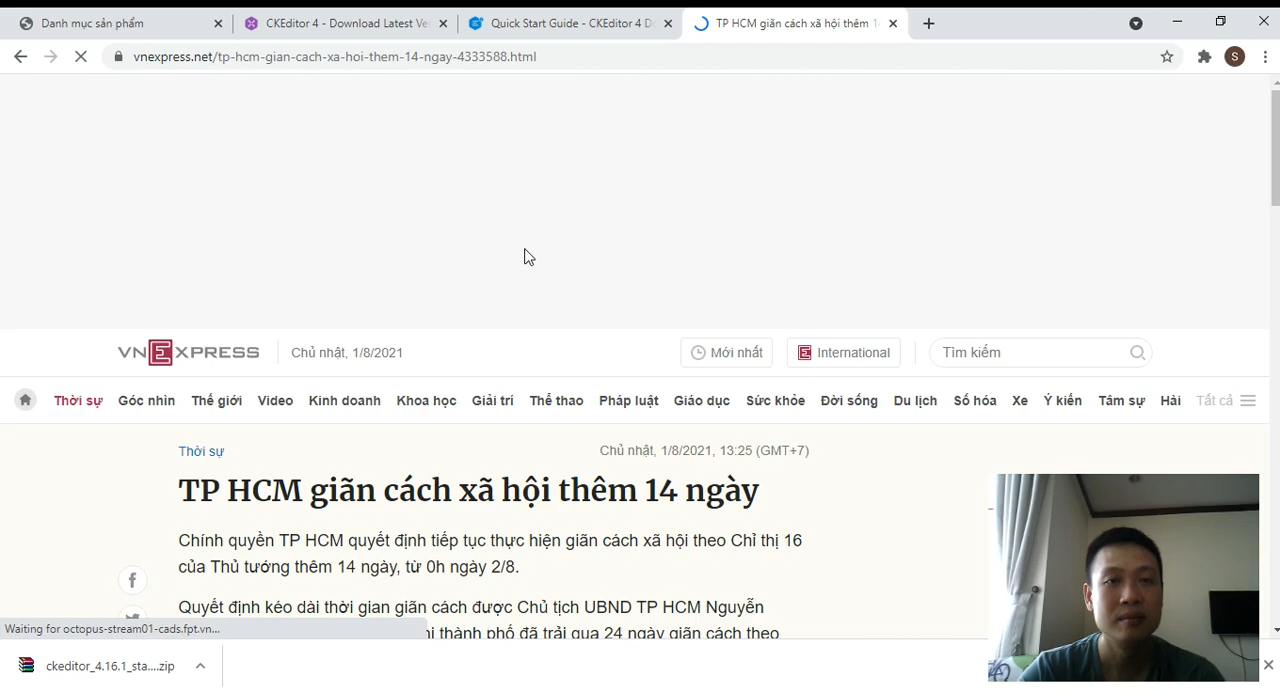 Danh mục sản phẩm
CKEditor 4 - Download Latest Ve
Quick Start Guide - CKEditor 4 D
TP HCM giãn cách xã hội thêm 1
vnexpress.net/tp-hcm-gian-cach-xa-hoi-them-14-ngay-4333588.html
S
VNEXPRESS
Chủ nhật, 1/8/2021
Mới nhất
E International
Tìm kiếm
Thời sự Góc nhìn Thế giới Video Kinh doanh Khoa học Giải trí Thể thao Pháp luật Giáo dục Sức khỏe Đời sống Du lịch Số hóa Xe Ý kiến Tâm sự Hài Tất cả
Thời sự
Chủ nhật, 1/8/2021, 13:25 (GMT+7)
TP HCM giãn cách xã hội thêm 14 ngày
Chính quyền TP HCM quyết định tiếp tục thực hiện giãn cách xã hội theo Chỉ thị 16
của Thủ tướng thêm 14 ngày, từ 0h ngày 2/8.
Quyết định kéo dài thời gian giãn cách được Chủ tịch UBND TP HCM Nguyễn
thành phố đã trải qua 24 ngày giãn cách theo
Waiting for octopus-stream01-cads.fpt.vn...
ckeditor_4.16.1_sta....zip